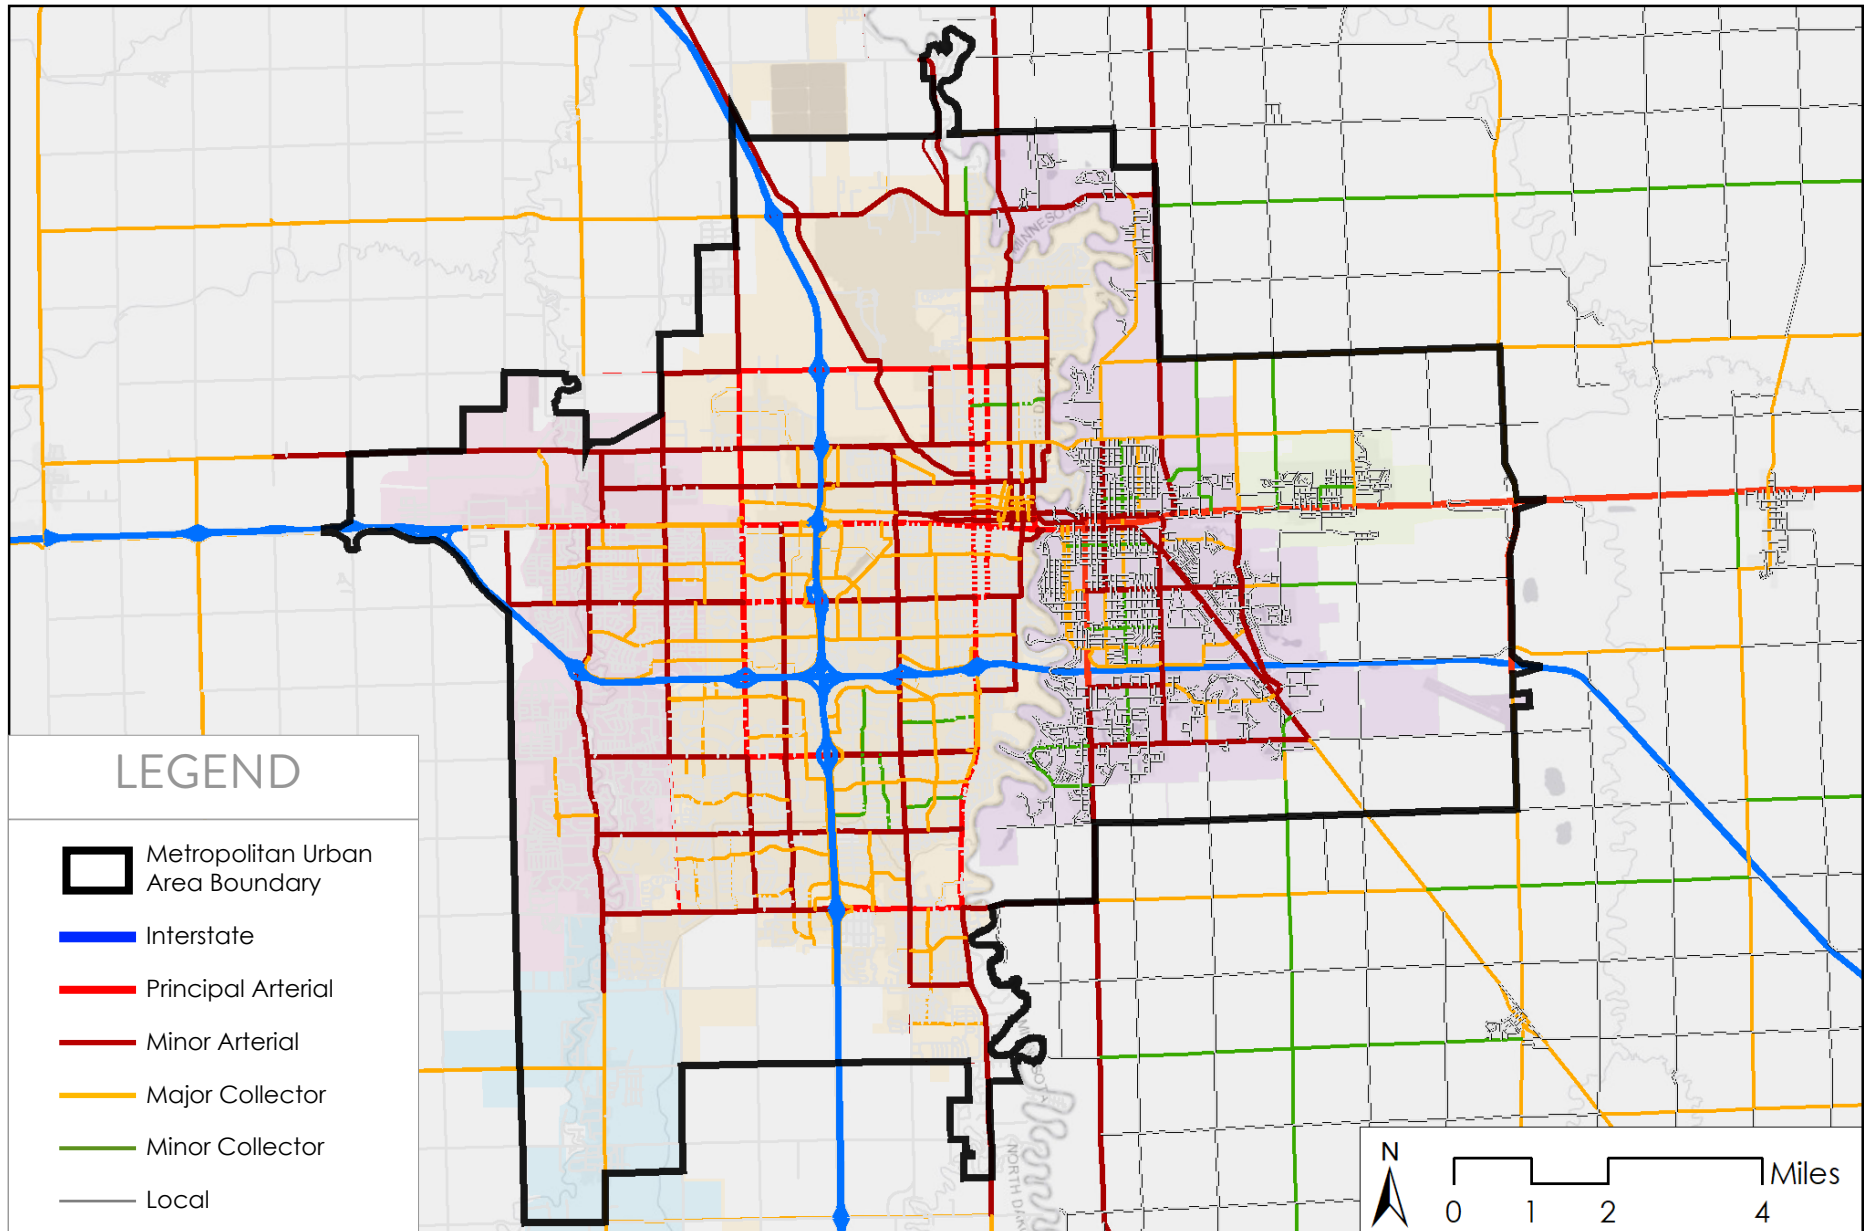 MINNESOTA
LEGEND
Metropolitan Urban
Area Boundary
Interstate
Principal Arterial
Minor Arterial
Major Collector
Minor Collector
Local
N
0 1 2 4 Miles